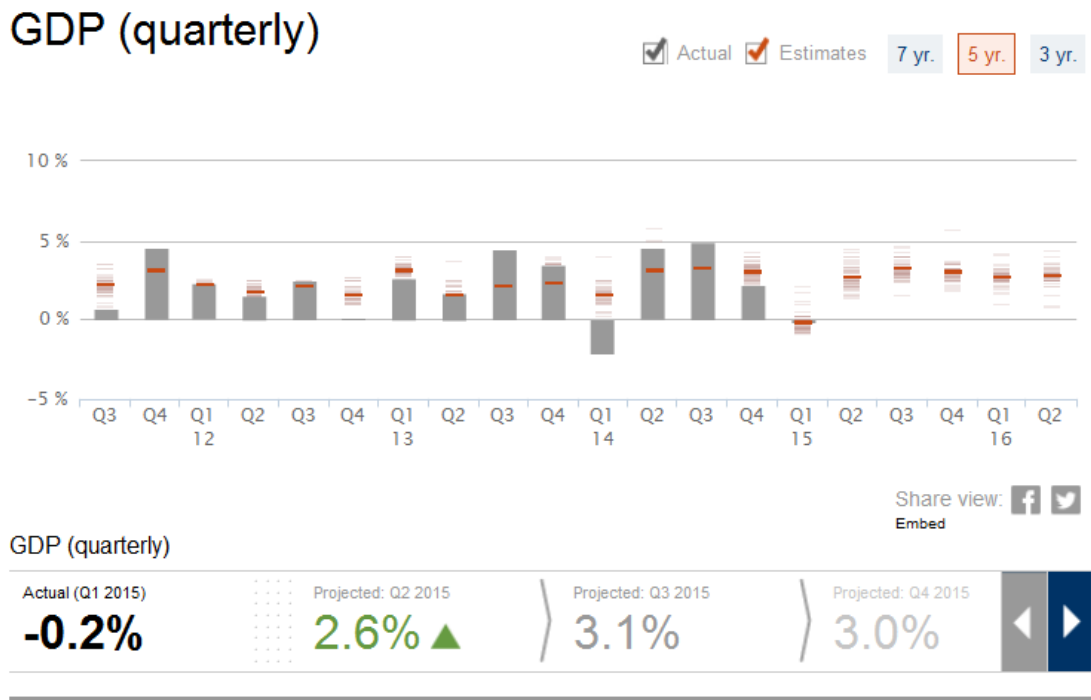 GDP (quarterly)
Actual Estimates 7 yr. 5 yr. 3 yr.
10 %
5 %
0 %
-5 %
Q3 Q4 Q1 Q2 Q3 Q4 Q1 Q2 Q3 Q4 Q1 Q2 Q3 Q4 Q1 Q2 Q3 Q4 Q1 Q2
12 13 14 15 16
Share view:
Embed
GDP (quarterly)
Actual (Q1 2015) Projected: Q2 2015 Projected: Q3 2015 Projected: Q4 2015
-0.2% 2.6% 3.1% 3.0%